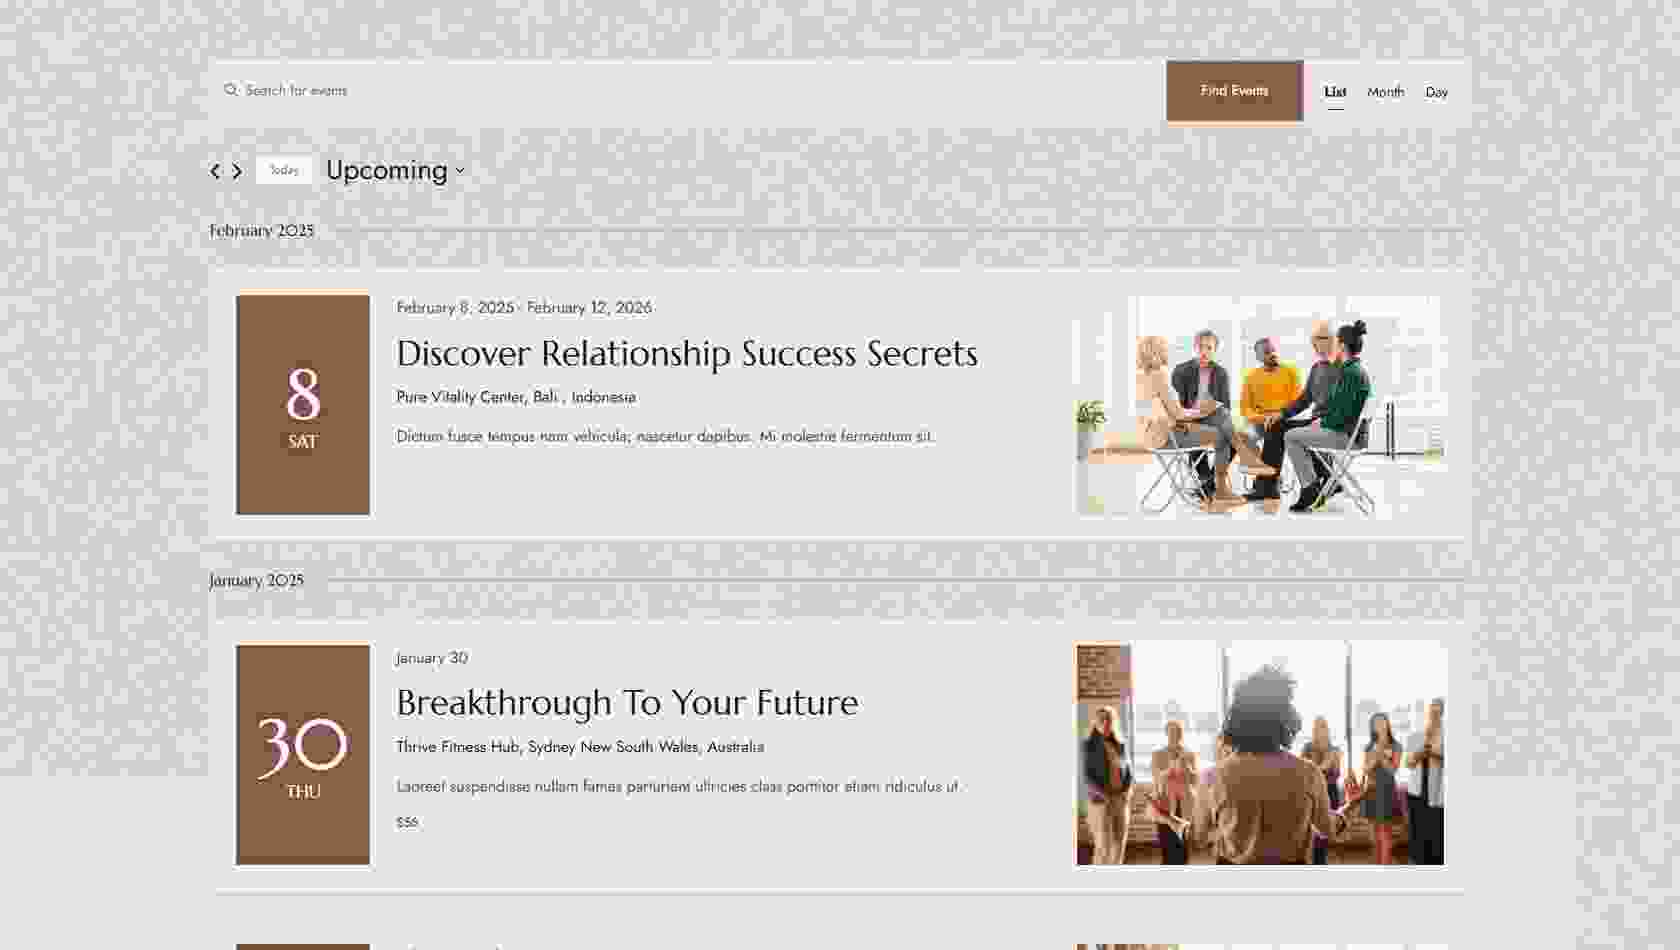 Search for events
Find Events
List
Month
Day
Today
Upcoming
February 2025
8
SAT
February 8, 2025 - February 12, 2026
Discover Relationship Success Secrets
Pure Vitality Center, Bali , Indonesia
Dictum fusce tempus nam vehicula; nascetur dapibus. Mi molestie fermentum sit.
January 2025
30
THU
January 30
Breakthrough To Your Future
Thrive Fitness Hub, Sydney New South Wales, Australia
Laoreet suspendisse nullam fames parturient ultricies class porttitor etiam ridiculus ut.
$56